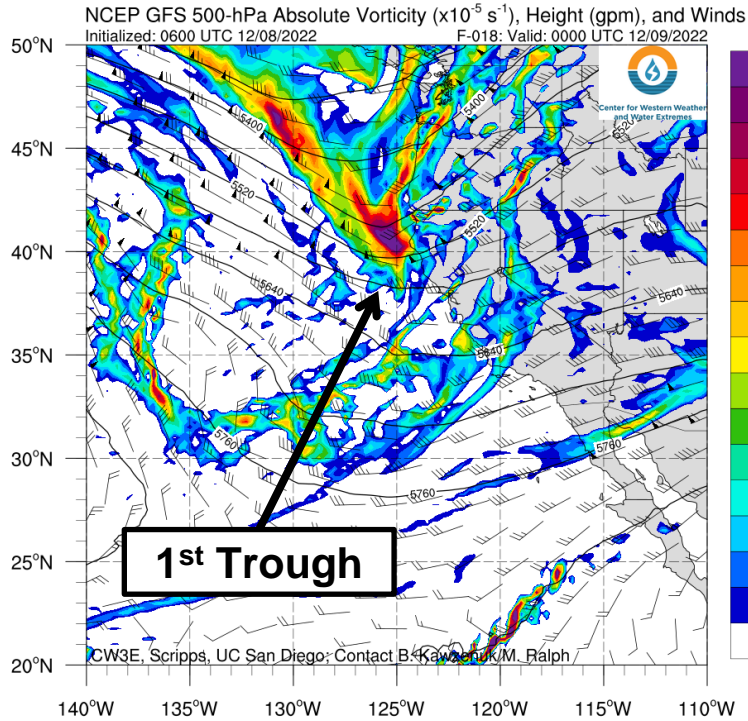 NCEP GFS 500-hPa Absolute Vorticity (x10⁻⁵ s⁻¹), Height (gpm), and Winds
Initialized: 0600 UTC 12/08/2022 F-018: Valid: 0000 UTC 12/09/2022
50°N
Center for Western Weather
and Water Extremes
5400
5400
5520
45°N
5520
5520
40°N
5640
5640
35°N
5640
5760
5760
30°N
5760
25°N
1st Trough
20°N
CW3E, Scripps, UC San Diego; Contact B. Kawzenuk/M. Ralph
140°W 135°W 130°W 125°W 120°W 115°W 110°W